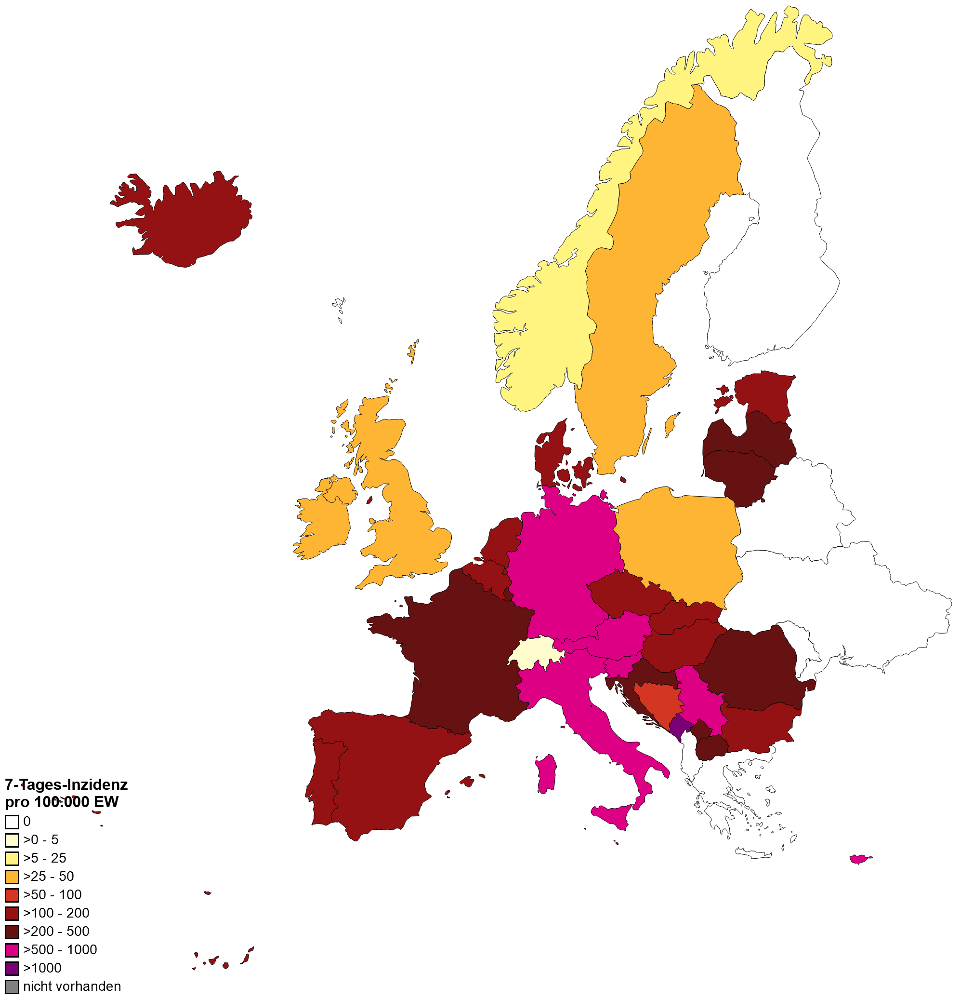 7-Tages-Inzidenz
pro 100.000 EW
0
>0 - 5
>5 - 25
>25 - 50
>50 - 100
>100 - 200
>200 - 500
>500 - 1000
>1000
nicht vorhanden